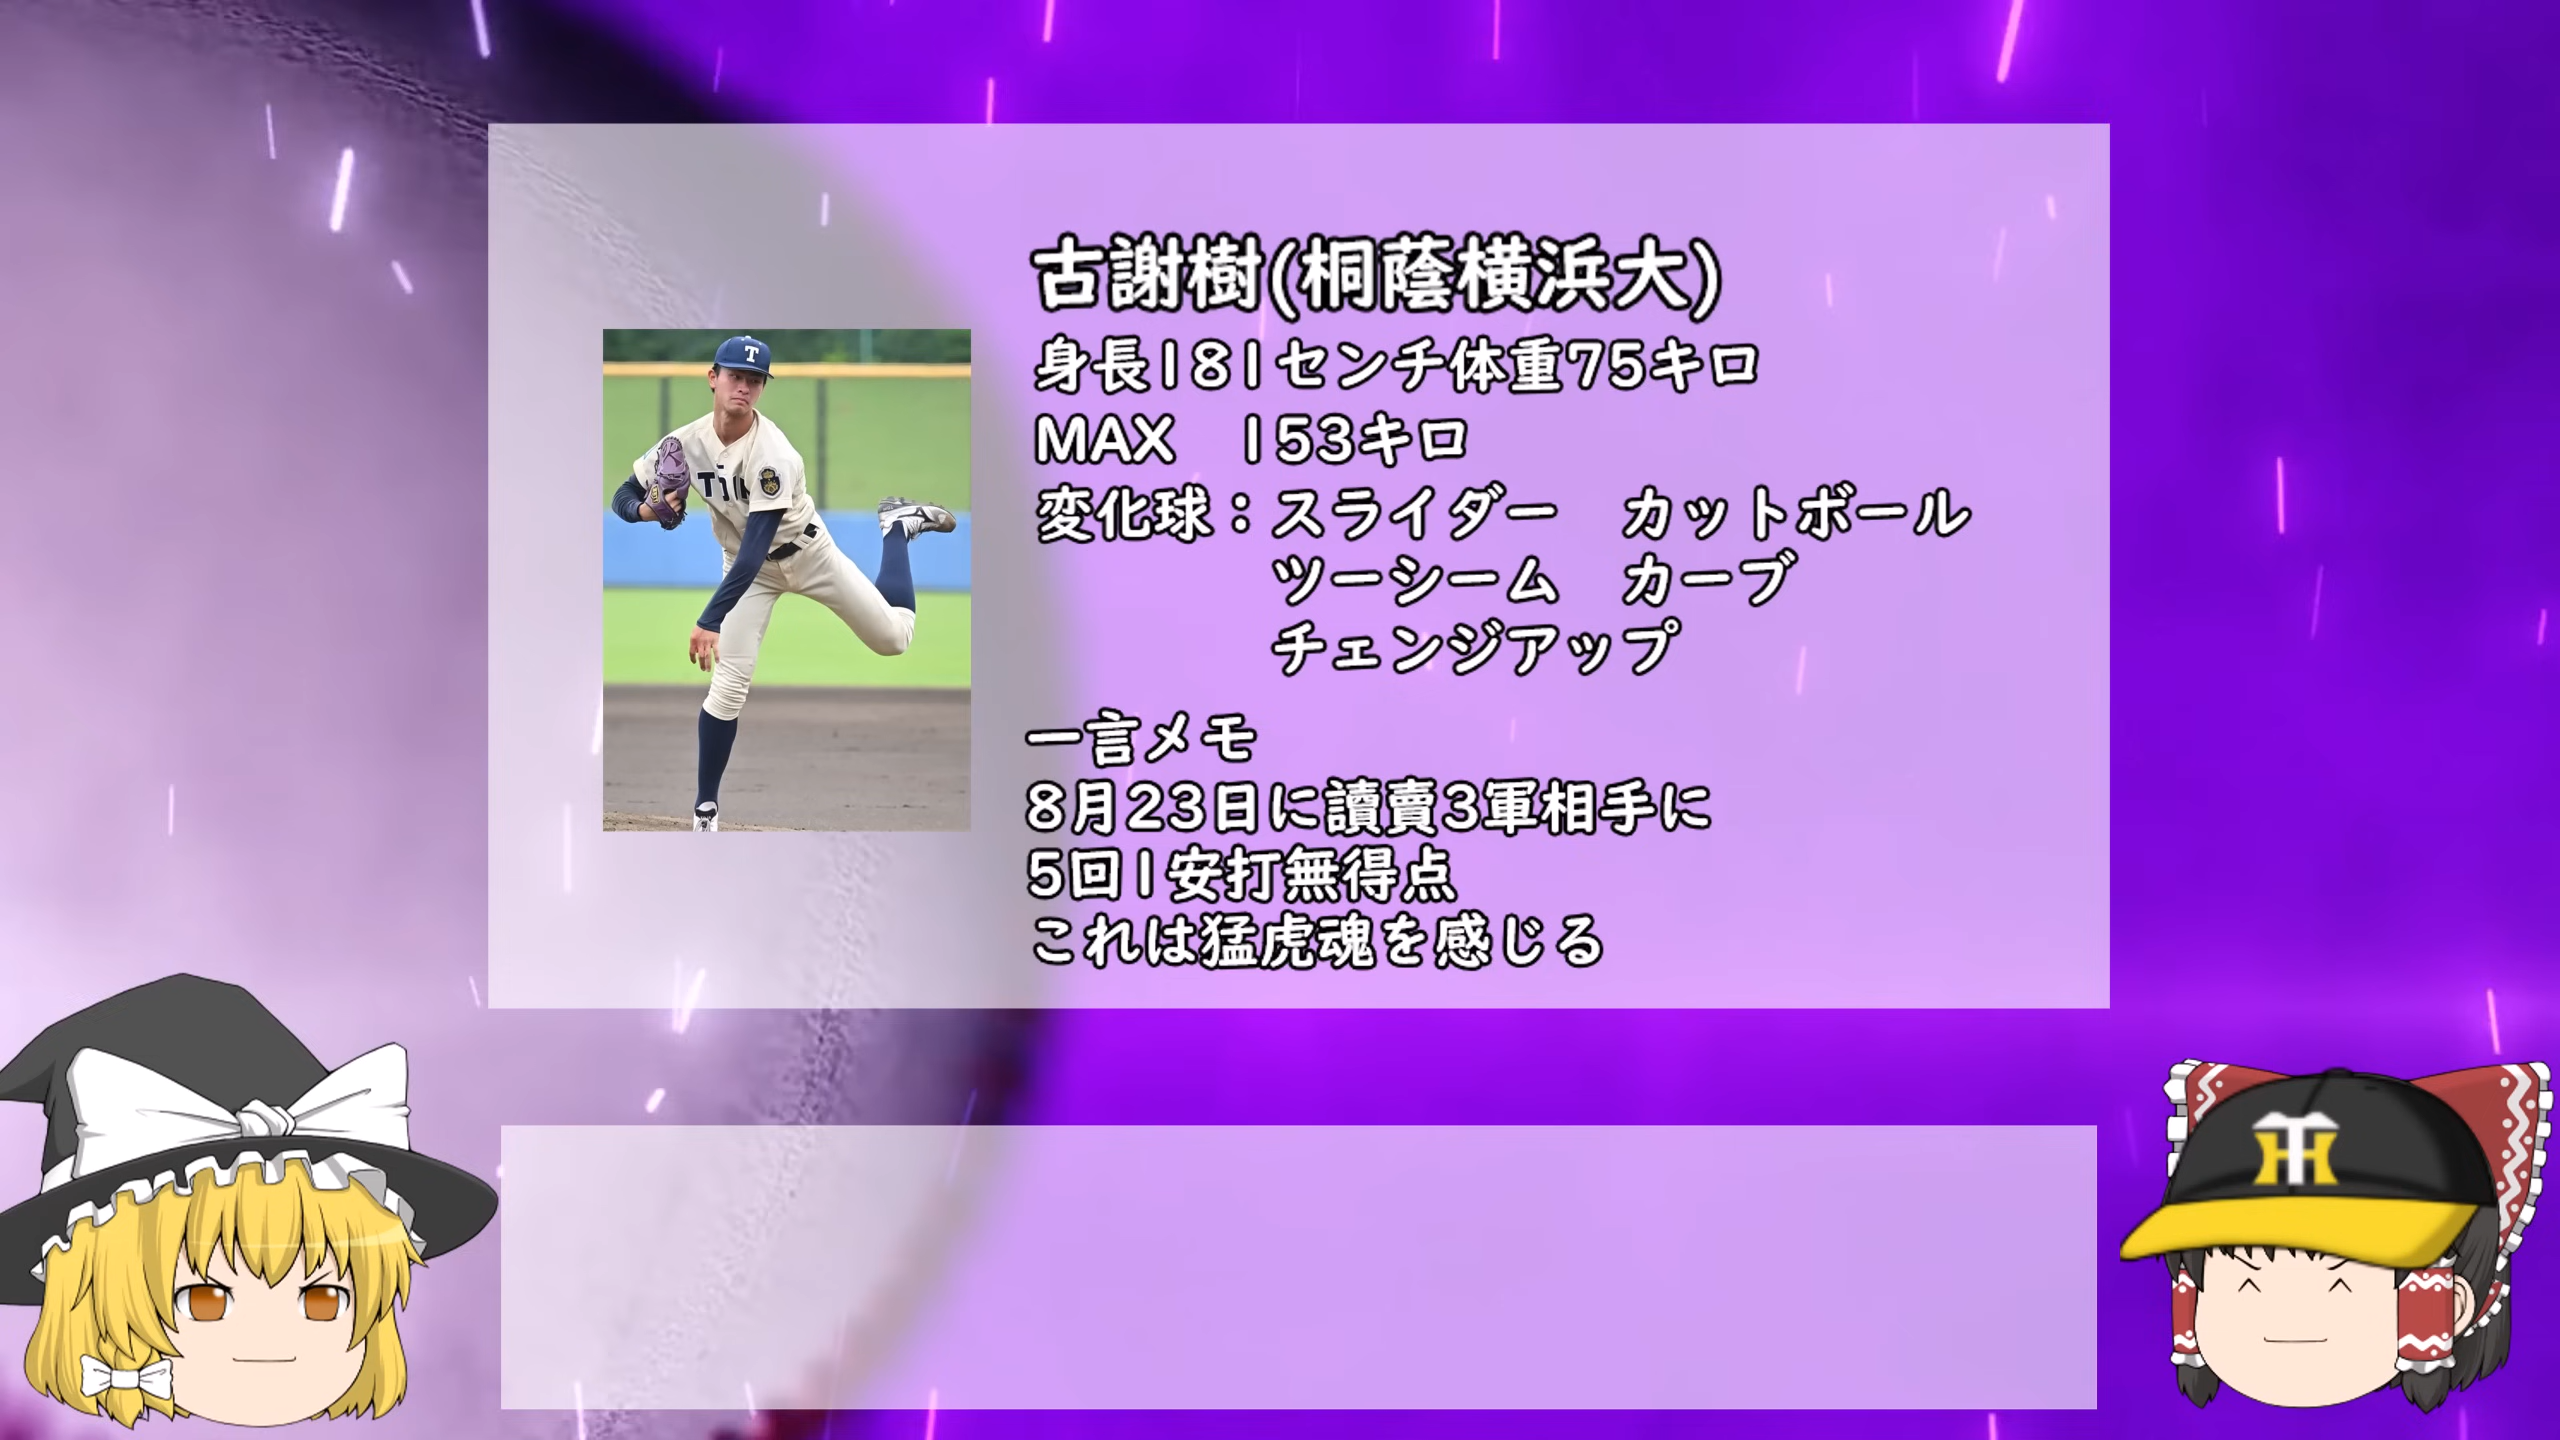 古謝樹(桐蔭横浜大)
身長181センチ体重75キロ
MAX　153キロ
変化球：スライダー　カットボール
ツーシーム　カーブ
チェンジアップ
一言メモ
8月23日に讀賣3軍相手に
5回1安打無得点
これは猛虎魂を感じる
T